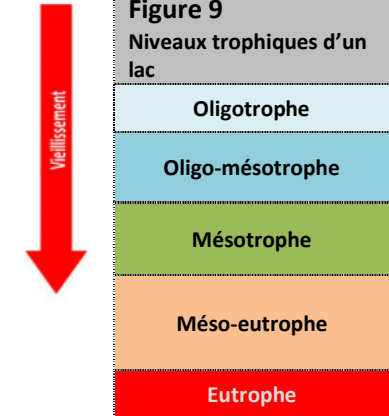 Figure 9
Niveaux trophiques d’un
lac
Vieillissement
Oligotrophe
Oligo-mésotrophe
Mésotrophe
Méso-eutrophe
Eutrophe